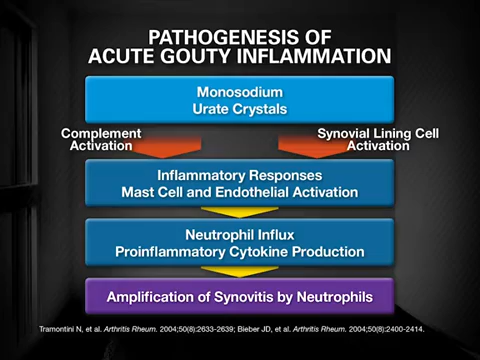 PATHOGENESIS OF
ACUTE GOUTY INFLAMMATION
Monosodium
Urate Crystals
Complement
Activation
Synovial Lining Cell
Activation
Inflammatory Responses
Mast Cell and Endothelial Activation
Neutrophil Influx
Proinflammatory Cytokine Production
Amplification of Synovitis by Neutrophils
Tramontini N, et al. Arthritis Rheum. 2004;50(8):2633-2639; Bieber JD, et al. Arthritis Rheum. 2004;50(8):2400-2414.